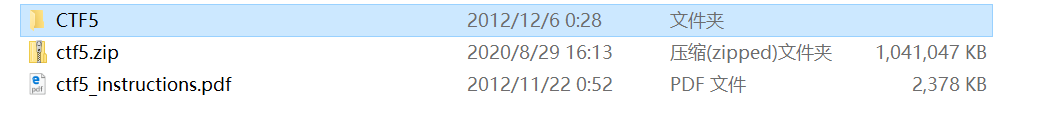 CTF5 2012/12/6 0:28 文件夹
ctf5.zip 2020/8/29 16:13 压缩(zipped)文件夹 1,041,047 KB
ctf5_instructions.pdf 2012/11/22 0:52 PDF 文件 2,378 KB